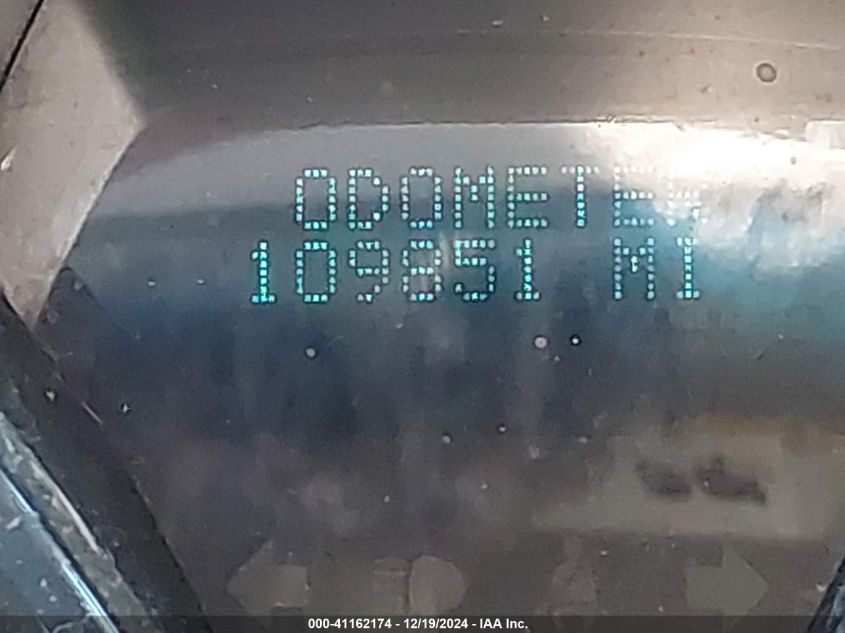 ODOMETER
109851 MI
000-41162174 - 12/19/2024 - IAA Inc.